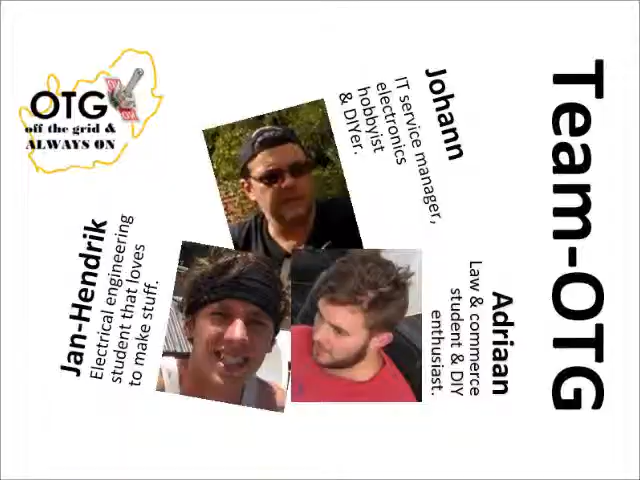 Team-OTG
Johann
IT service manager,
electronics
hobbyist
& DIYer.
Adriaan
Law & commerce
student & DIY
enthusiast.
Jan-Hendrik
Electrical engineering
student that loves
to make stuff.
OTG
off the grid &
ALWAYS ON